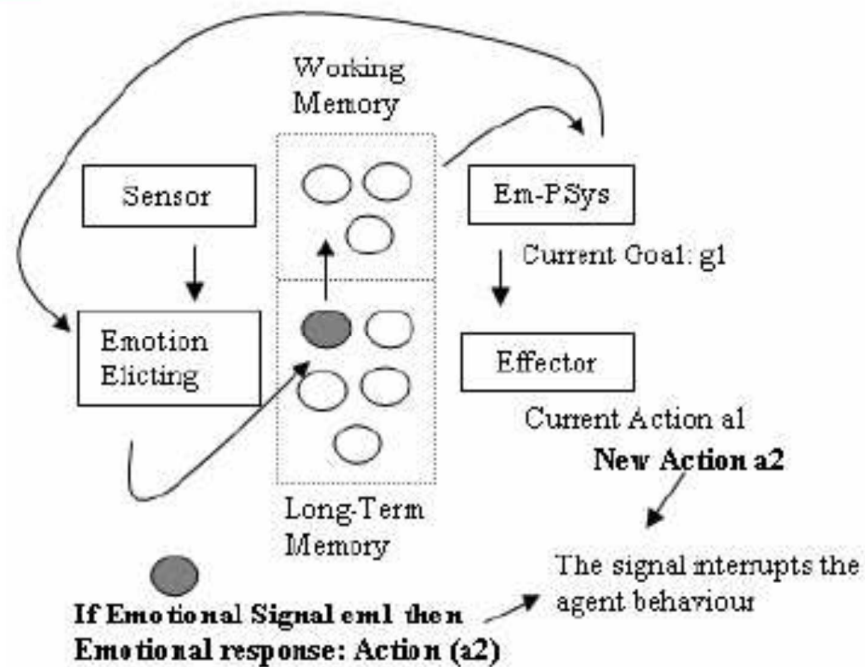 Working
Memory
Sensor
Em-PSys
Current Goal: g1
Emotion
Elicting
Effector
Current Action a1
New Action a2
Long-Term
Memory
The signal interrupts the
agent behaviour
If Emotional Signal em1 then
Emotional response: Action (a2)